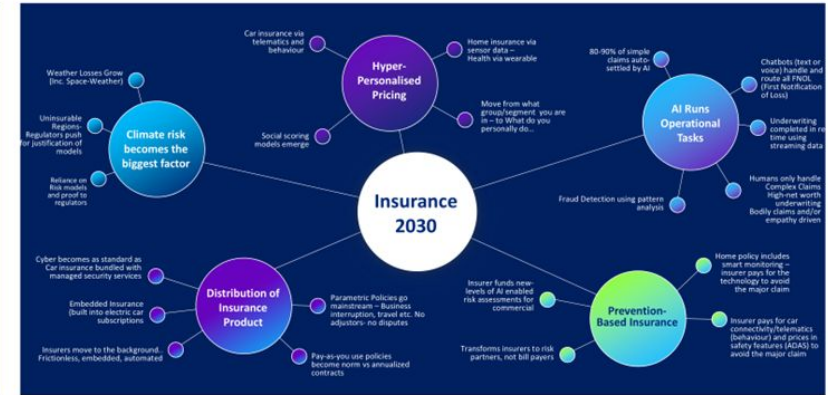 Insurance
2030
Hyper-
Personalised
Pricing
Car insurance via
telematics and
behaviour
Home insurance via
sensor data –
Health via wearable
Social scoring
models emerge
Move from what
group/segment you are
in – to What do you
personally do...
Climate risk
becomes the
biggest factor
Weather Losses Grow
(Inc. Space-Weather)
Uninsurable
Regions-
Regulators push
for justification of
models
Reliance on
Risk models
and proof to
regulators
AI Runs
Operational
Tasks
80-90% of simple
claims auto-
settled by AI
Chatbots (text or
voice) handle and
route all FNOL
(First Notification
of Loss)
Underwriting
completed in re
time using
streaming data
Humans only handle
Complex Claims
High-net worth
underwriting
Bodily claims and/or
empathy driven
Fraud Detection using pattern
analysis
Distribution of
Insurance
Product
Cyber becomes as standard as
Car insurance bundled with
managed security services
Embedded Insurance
(built into electric car
subscriptions
Insurers move to the background..
Frictionless, embedded, automated
Parametric Policies go
mainstream – Business
interruption, travel etc. No
adjustors- no disputes
Pay-as-you use policies
become norm vs annualized
contracts
Prevention-
Based Insurance
Insurer funds new-
levels of AI enabled
risk assessments for
commercial
Transforms insurers to risk
partners, not bill payers
Home policy includes
smart monitoring –
insurer pays for the
technology to avoid
the major claim
Insurer pays for car
connectivity/telematics
(behaviour) and prices in
safety features (ADAS) to
avoid the major claim